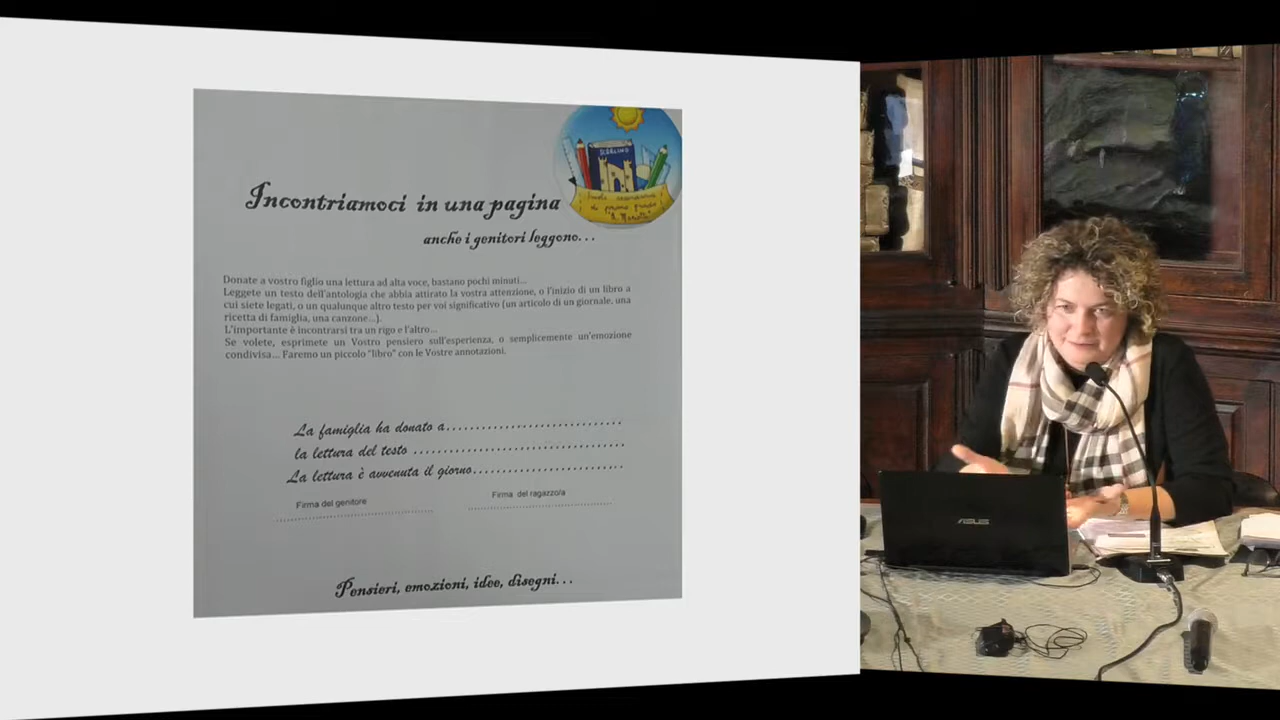 SCARLINO
Incontriamoci in una pagina
anche i genitori leggono...
Donate a vostro figlio una lettura ad alta voce, bastano pochi minuti...
Leggete un testo dell'antologia che abbia attirato la vostra attenzione, o l'inizio di un libro a
cui siete legati, o un qualunque altro testo per voi significativo (un articolo di un giornale, una
ricetta di famiglia, una canzone...).
L'importante è incontrarsi tra un rigo e l'altro...
Se volete, esprimete un Vostro pensiero sull'esperienza, o semplicemente un'emozione
condivisa... Faremo un piccolo "libro" con le Vostre annotazioni.
La famiglia ha donato a..............................
la lettura del testo ....................................
La lettura è avvenuta il giorno..........................
Firma del genitore
Firma del ragazzo/a
Pensieri, emozioni, idee, disegni...
ASUS